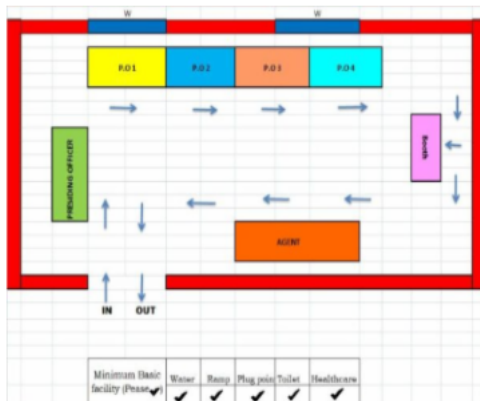 W W
P.O 1 P.O 2 P.O 3 P.O 4
Booth
PRESIDING OFFICER
AGENT
IN OUT
Minimum Basic Water Ramp Plug poin Toilet Healthcare
facility (Pease ✔) ✔ ✔ ✔ ✔ ✔